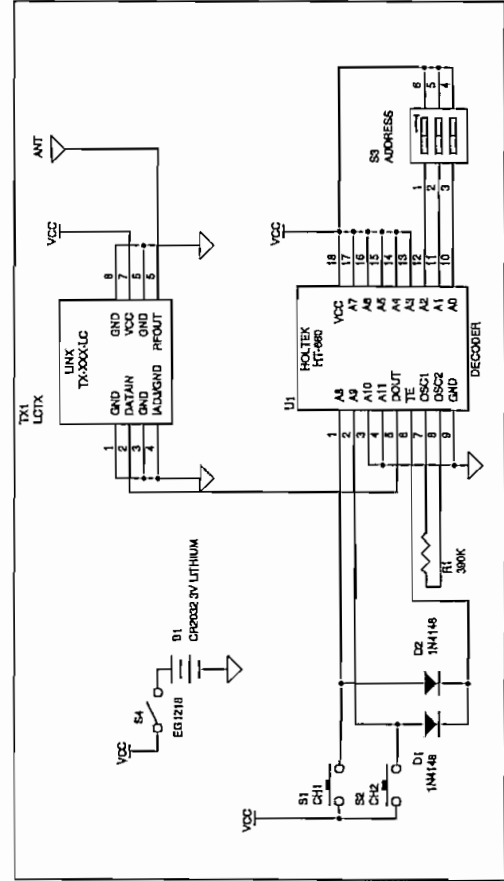 TX1
LCTX
LINX
TX-XXX-LC
1 GND
2 DATAIN
3 GND
4 IADJ/GND
GND 8
VCC 7
GND 6
RFOUT 5
VCC
ANT
VCC
S4
EG1218
B1
CR2032 3V LITHIUM
VCC
S1
CH1
S2
CH2
D1
1N4148
D2
1N4148
R1
390K
U1
HOLTEK
HT-680
DECODER
1 A8
2 A9
3 A10
4 A11
5 DOUT
6 TE
7 OSC1
8 OSC2
9 GND
VCC 18
A7 17
A6 16
A5 15
A4 14
A3 13
A2 12
A1 11
A0 10
VCC
S3
ADDRESS
1 6
2 5
3 4